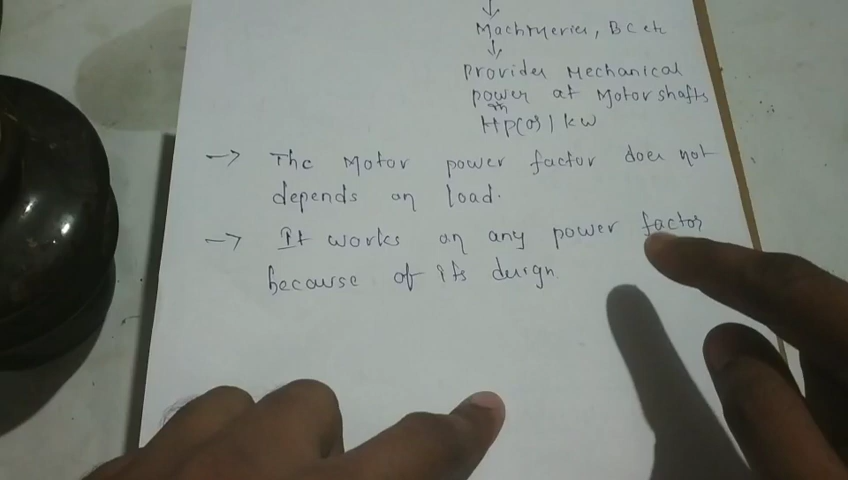 Machineries, BC etc
Provides Mechanical
power at Motor shafts
in
HP(or) kw
→ The Motor power factor does not
depends on load.
→ It works on any power factor
because of its design.